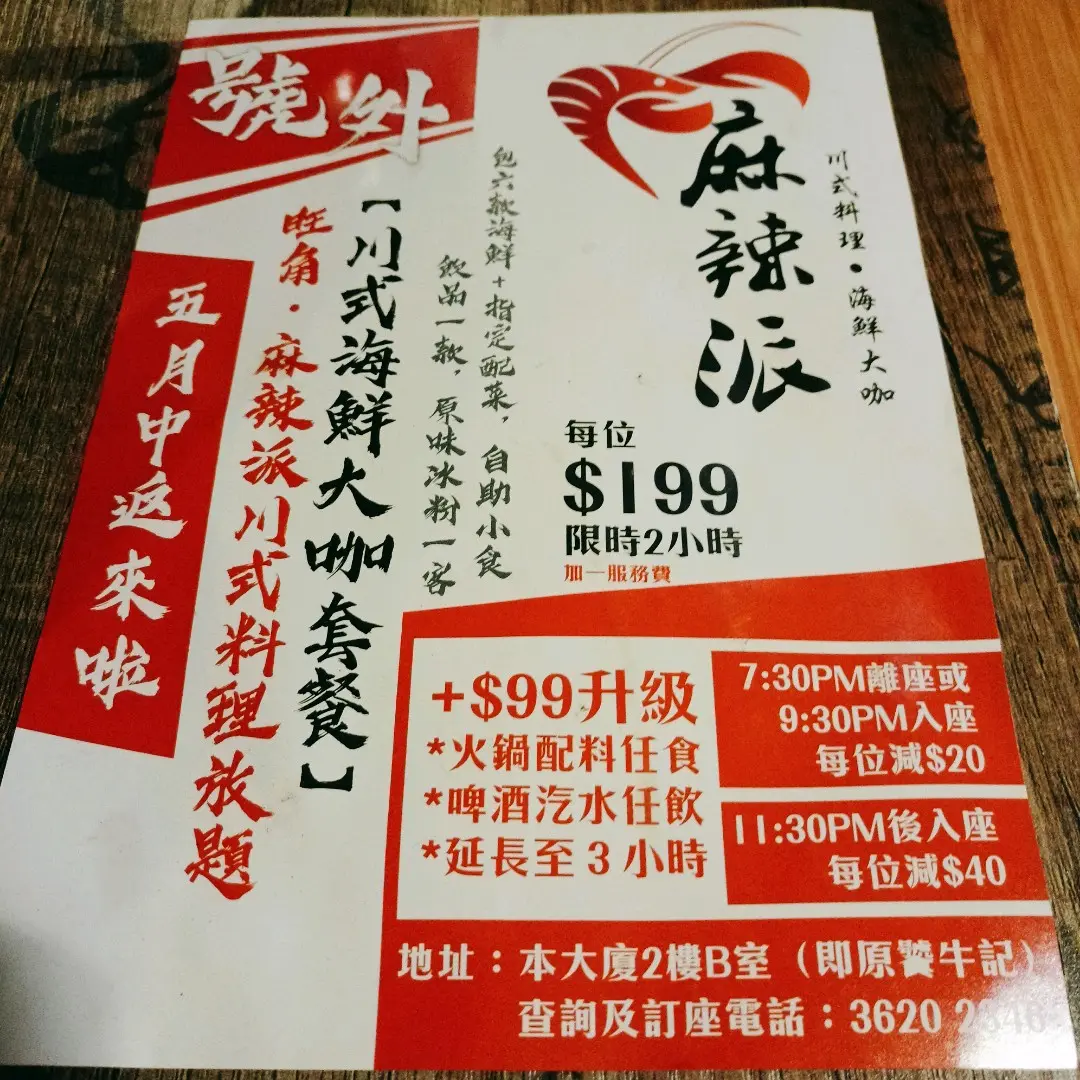 號外
麻辣派
川式料理•海鮮大咖
包六款海鮮+指定配菜，自助小食
飲品一款，原味冰粉一客
【川式海鮮大咖套餐】
旺角•麻辣派川式料理放題
五月中返來啦
每位
$199
限時2小時
加一服務費
+$99升級
*火鍋配料任食
*啤酒汽水任飲
*延長至3小時
7:30PM離座或
9:30PM入座
每位減$20
11:30PM後入座
每位減$40
地址：本大廈2樓B室（即原饕牛記）
查詢及訂座電話：3620